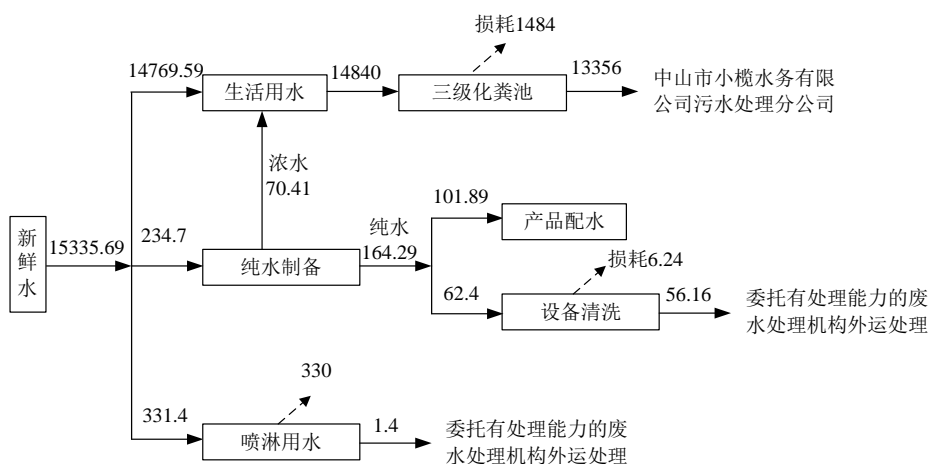 损耗1484
14769.59
生活用水
14840
三级化粪池
13356
中山市小榄水务有限
公司污水处理分公司
浓水
70.41
新
鲜
水
15335.69
234.7
纯水制备
纯水
164.29
101.89
产品配水
损耗6.24
62.4
设备清洗
56.16
委托有处理能力的废
水处理机构外运处理
330
331.4
喷淋用水
1.4
委托有处理能力的废
水处理机构外运处理